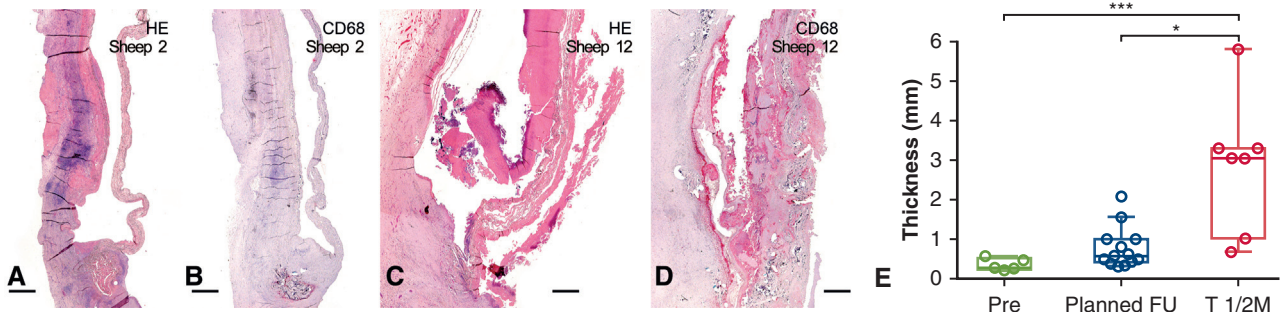 HE
Sheep 2
A
CD68
Sheep 2
B
HE
Sheep 12
C
CD68
Sheep 12
D
E
***
*
Thickness (mm)
6
5
4
3
2
1
0
Pre
Planned FU
T 1/2M